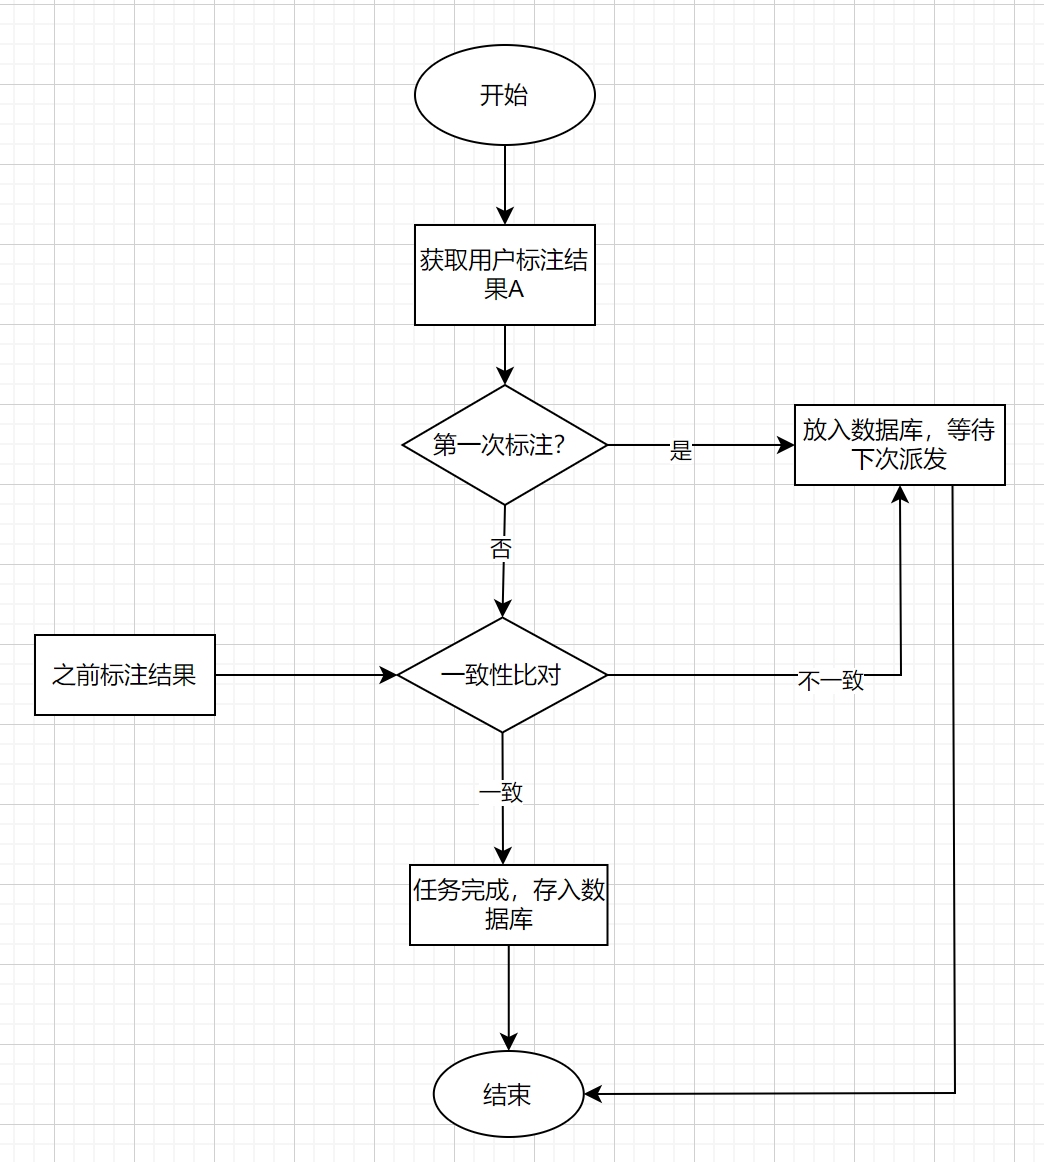 开始
获取用户标注结
果A
第一次标注？
是
放入数据库，等待
下次派发
否
之前标注结果
一致性比对
不一致
一致
任务完成，存入数
据库
结束